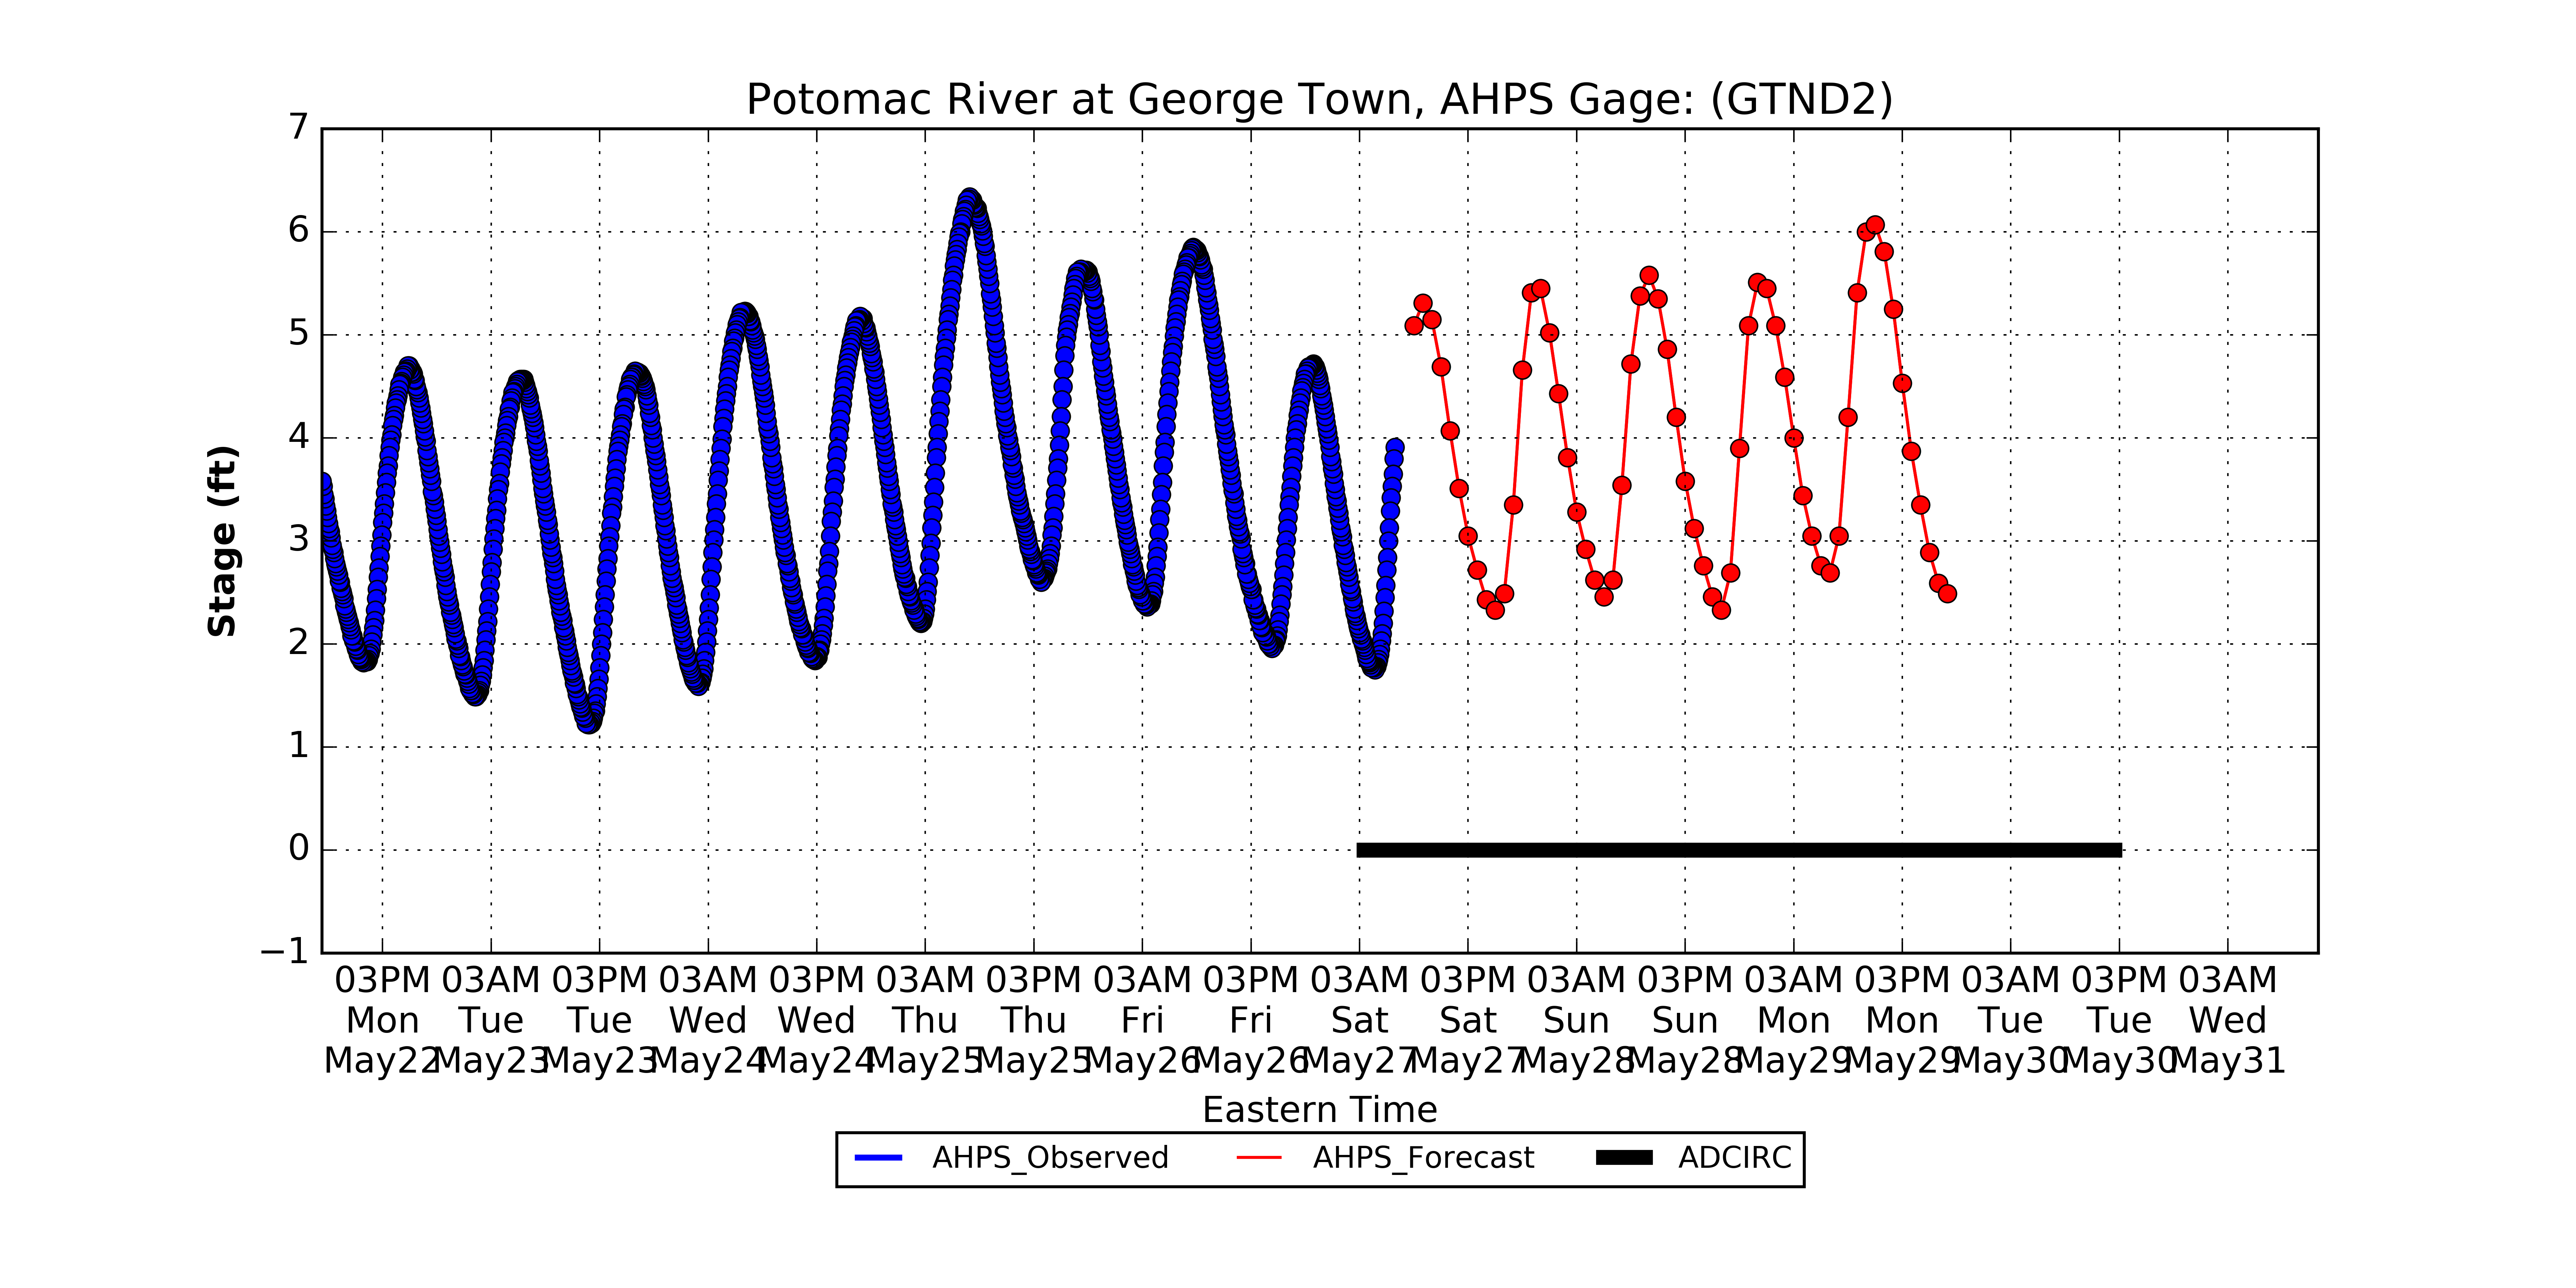 Potomac River at George Town, AHPS Gage: (GTND2)
7
6
5
4
3
2
1
0
−1
Stage (ft)
03PM 03AM 03PM 03AM 03PM 03AM 03PM 03AM 03PM 03AM 03PM 03AM 03PM 03AM 03PM 03AM 03PM 03AM
Mon Tue Tue Wed Wed Thu Thu Fri Fri Sat Sat Sun Sun Mon Mon Tue Tue Wed
May22 May23 May23 May24 May24 May25 May25 May26 May26 May27 May27 May28 May28 May29 May29 May30 May30 May31
Eastern Time
AHPS_Observed AHPS_Forecast ADCIRC